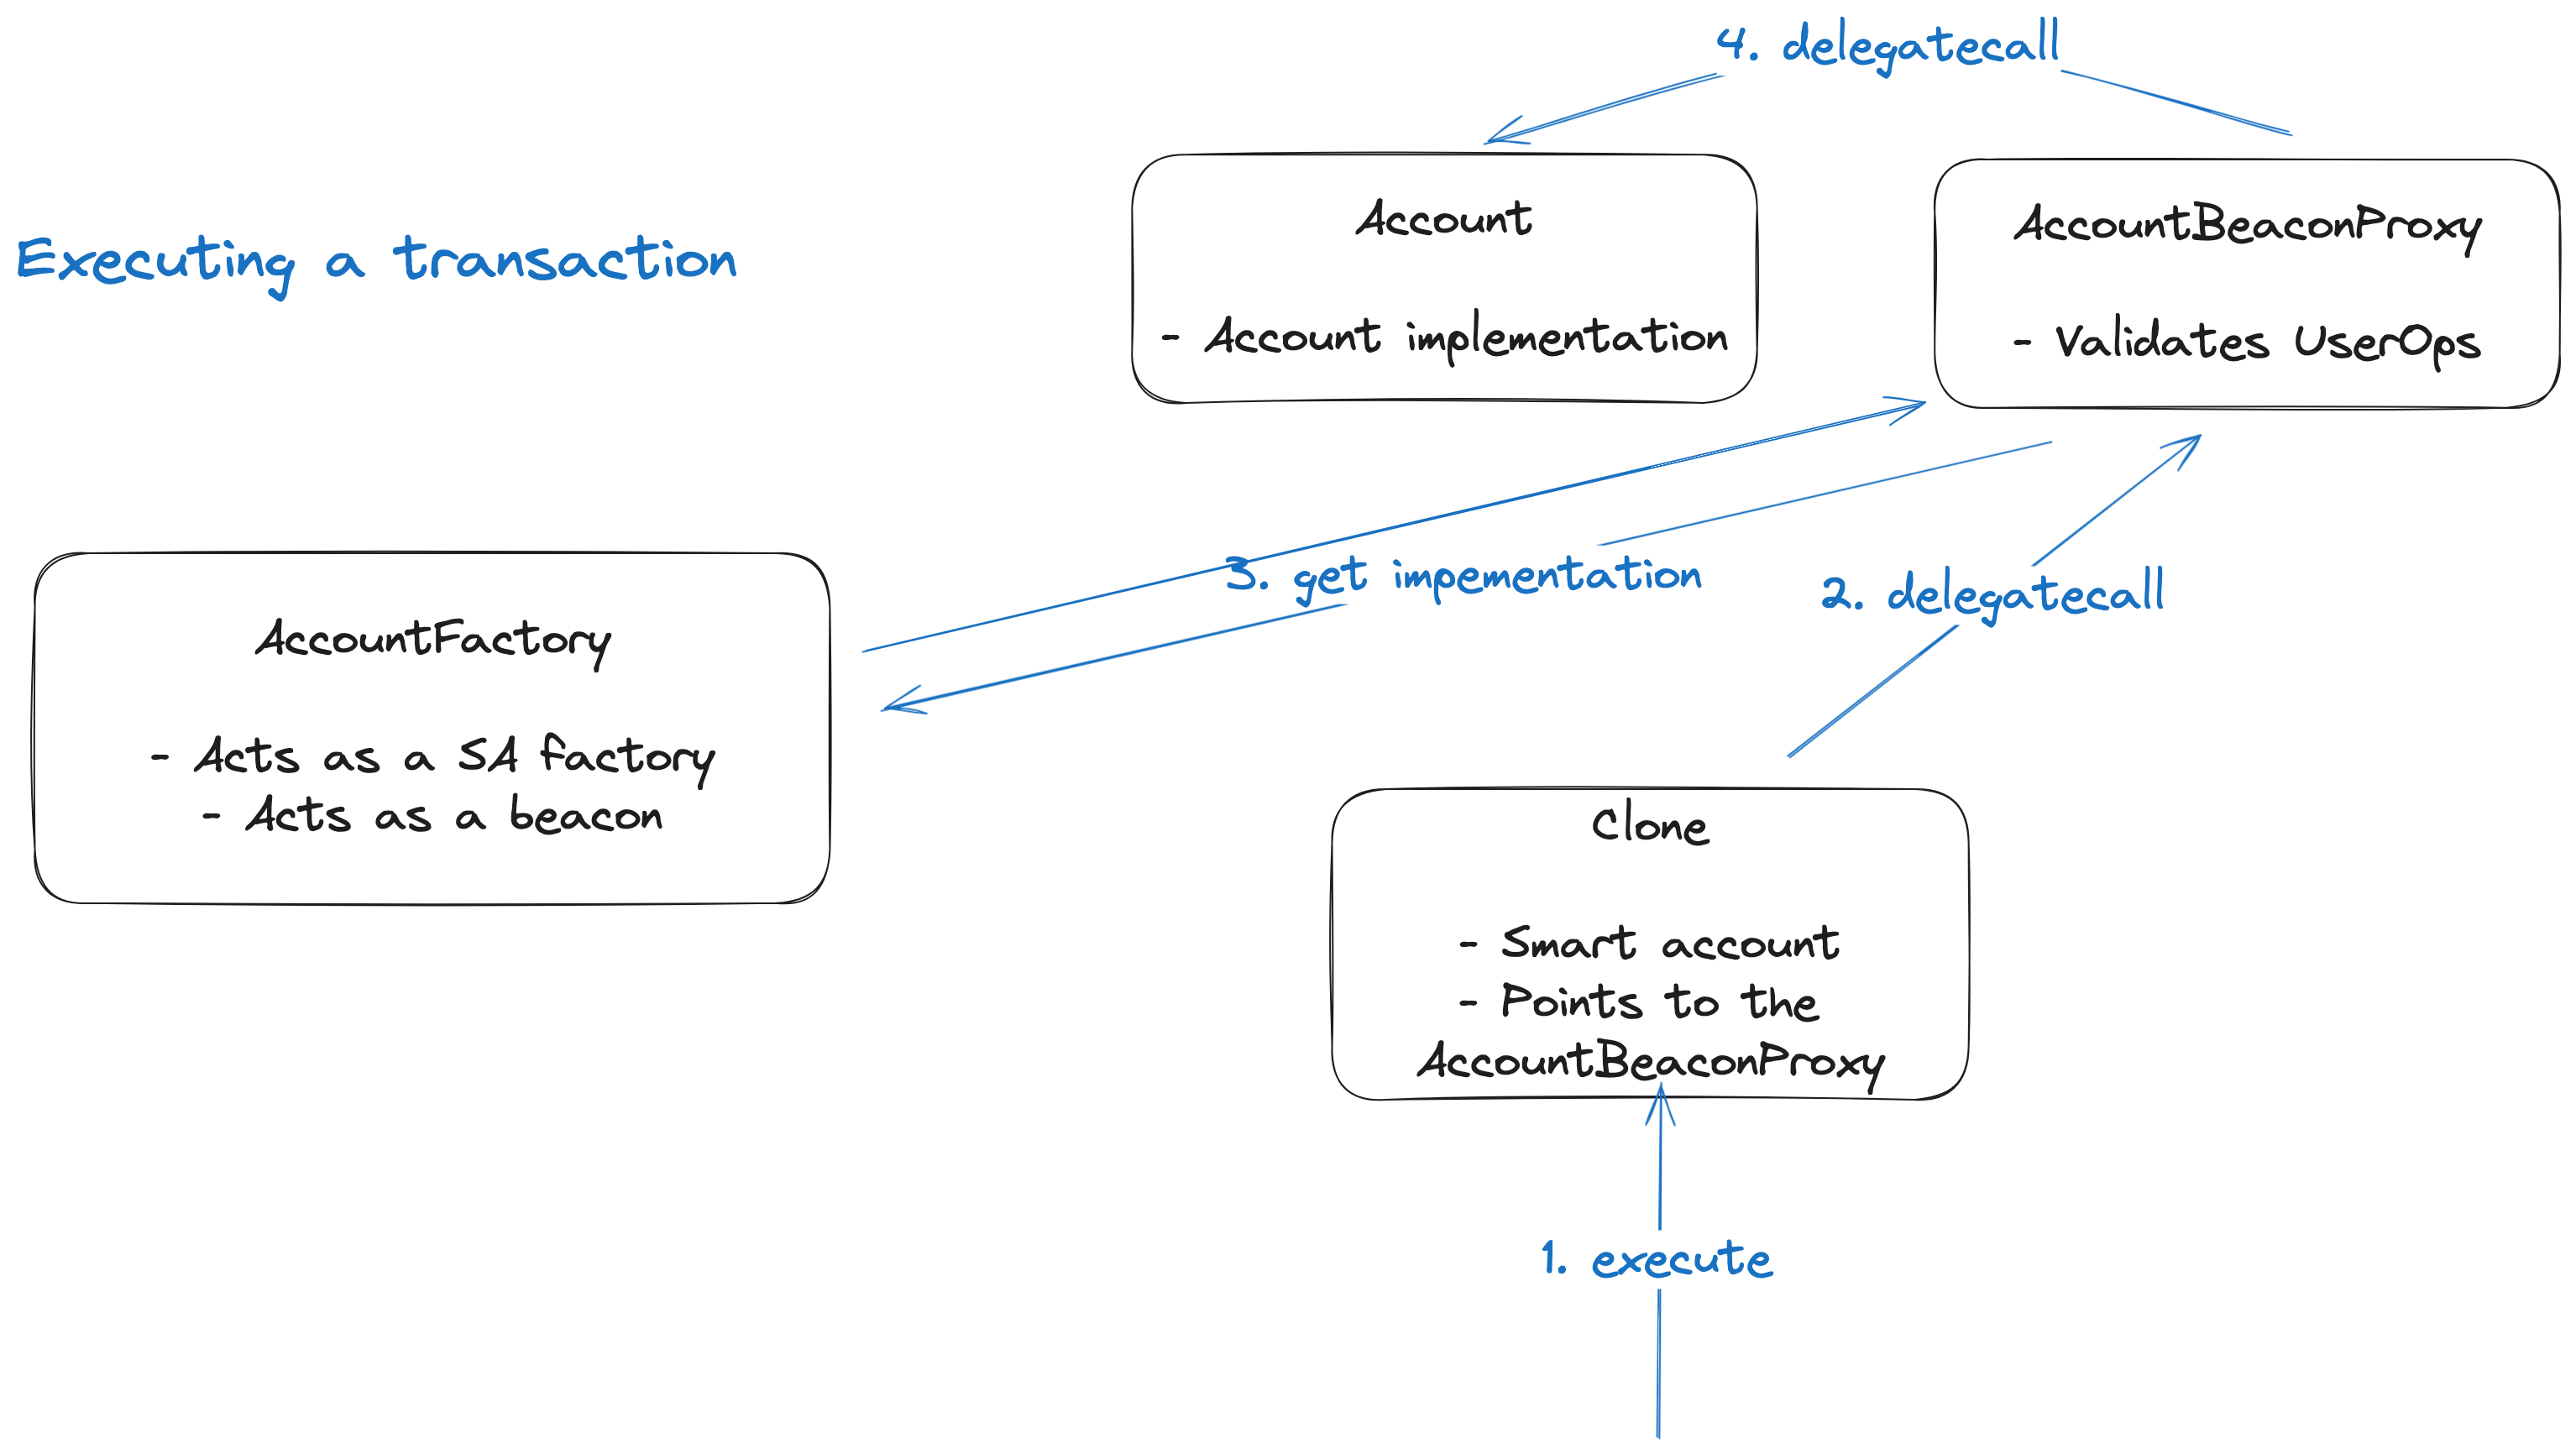 4. delegatecall
Executing a transaction
Account
- Account implementation
AccountBeaconProxy
- Validates UserOps
3. get impementation
2. delegatecall
AccountFactory
- Acts as a SA factory
- Acts as a beacon
Clone
- Smart account
- Points to the
AccountBeaconProxy
1. execute